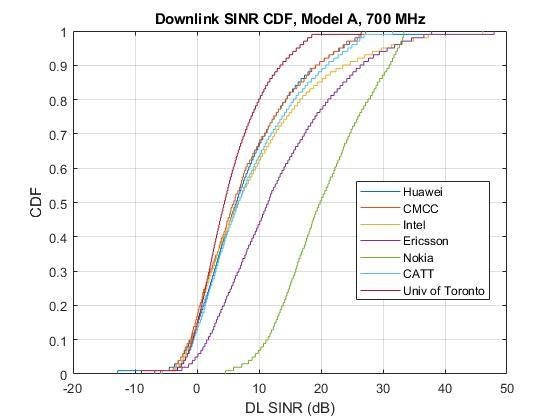 Downlink SINR CDF, Model A, 700 MHz
1
0.9
0.8
0.7
0.6
0.5
0.4
0.3
0.2
0.1
0
CDF
Huawei
CMCC
Intel
Ericsson
Nokia
CATT
Univ of Toronto
-20 -10 0 10 20 30 40 50
DL SINR (dB)